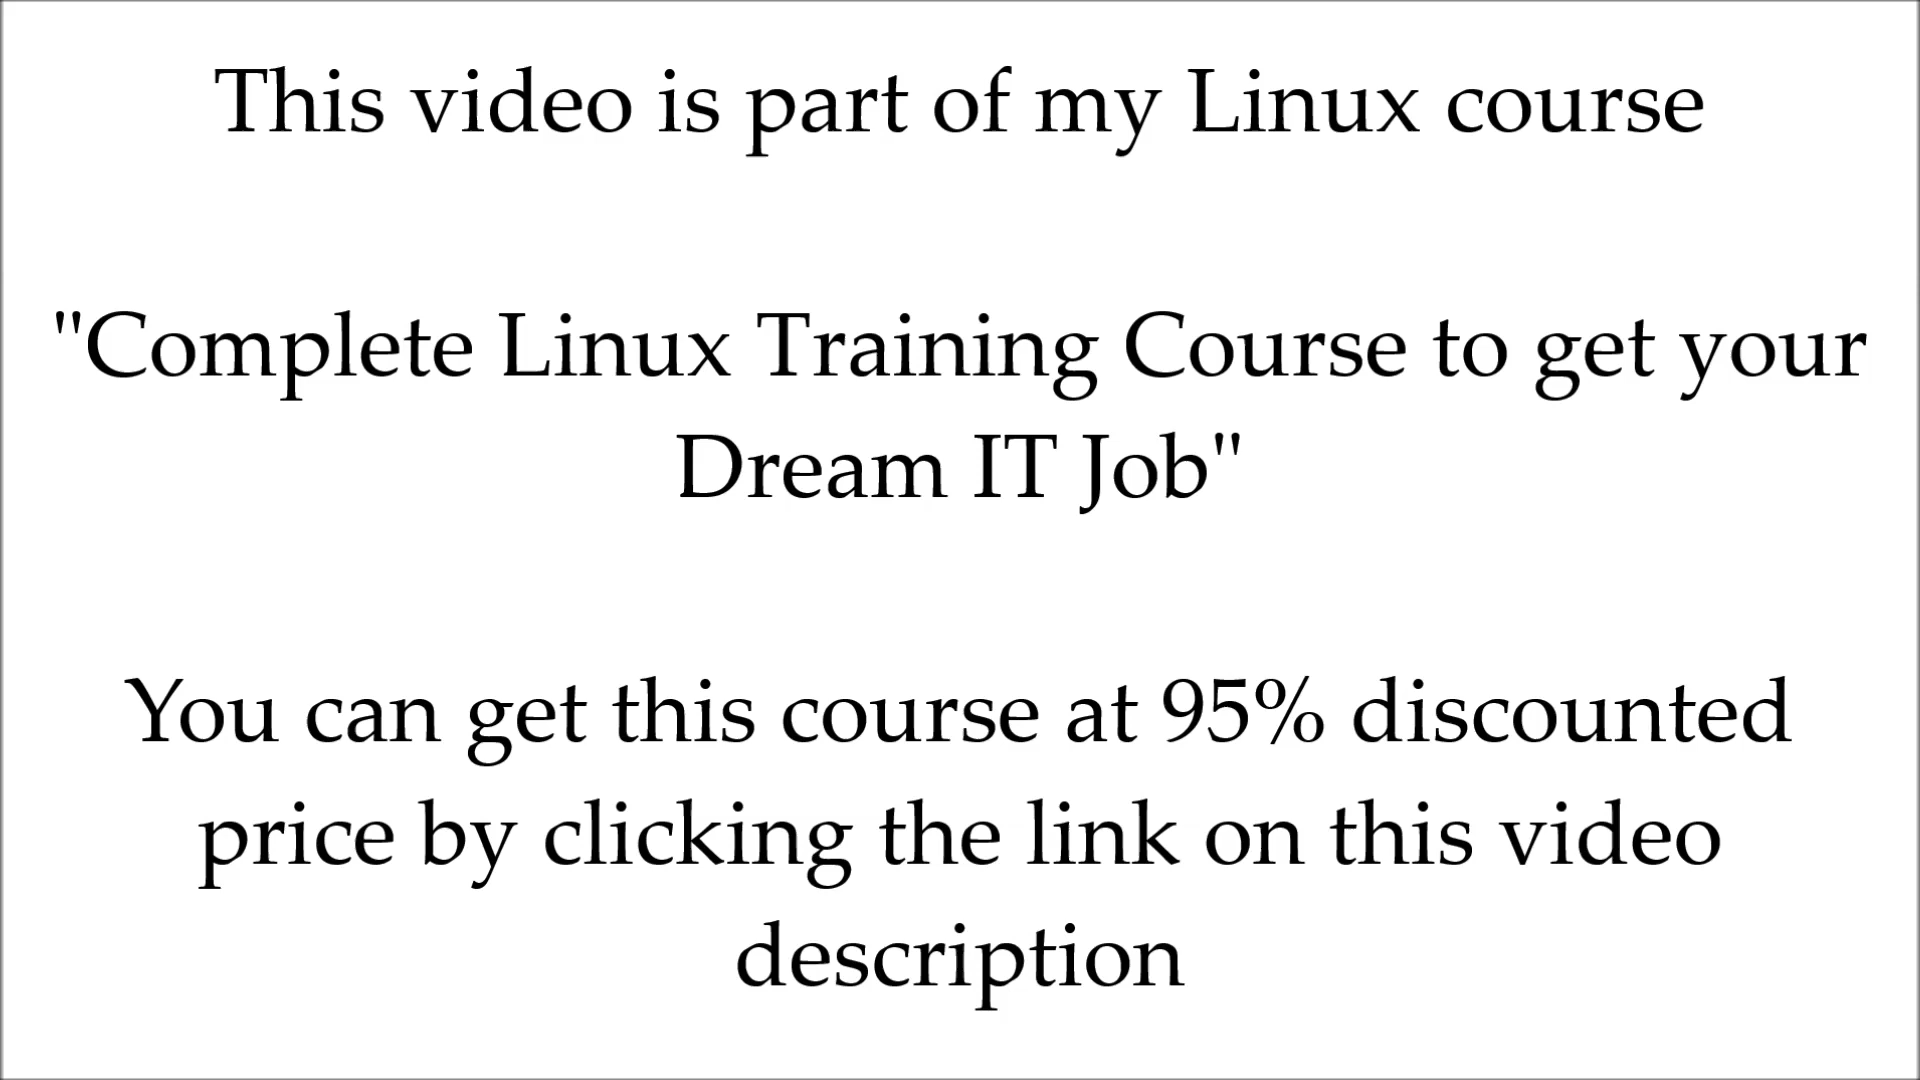 This video is part of my Linux course
"Complete Linux Training Course to get your
Dream IT Job"
You can get this course at 95% discounted
price by clicking the link on this video
description